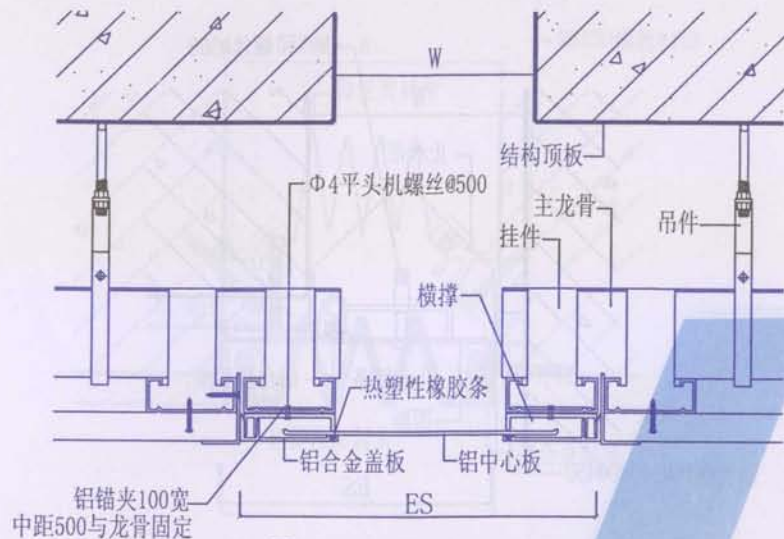 W
结构顶板
Φ4平头机螺丝@500
主龙骨
挂件
吊件
横撑
热塑性橡胶条
铝合金盖板
铝中心板
铝锚夹100宽
中距500与龙骨固定
ES